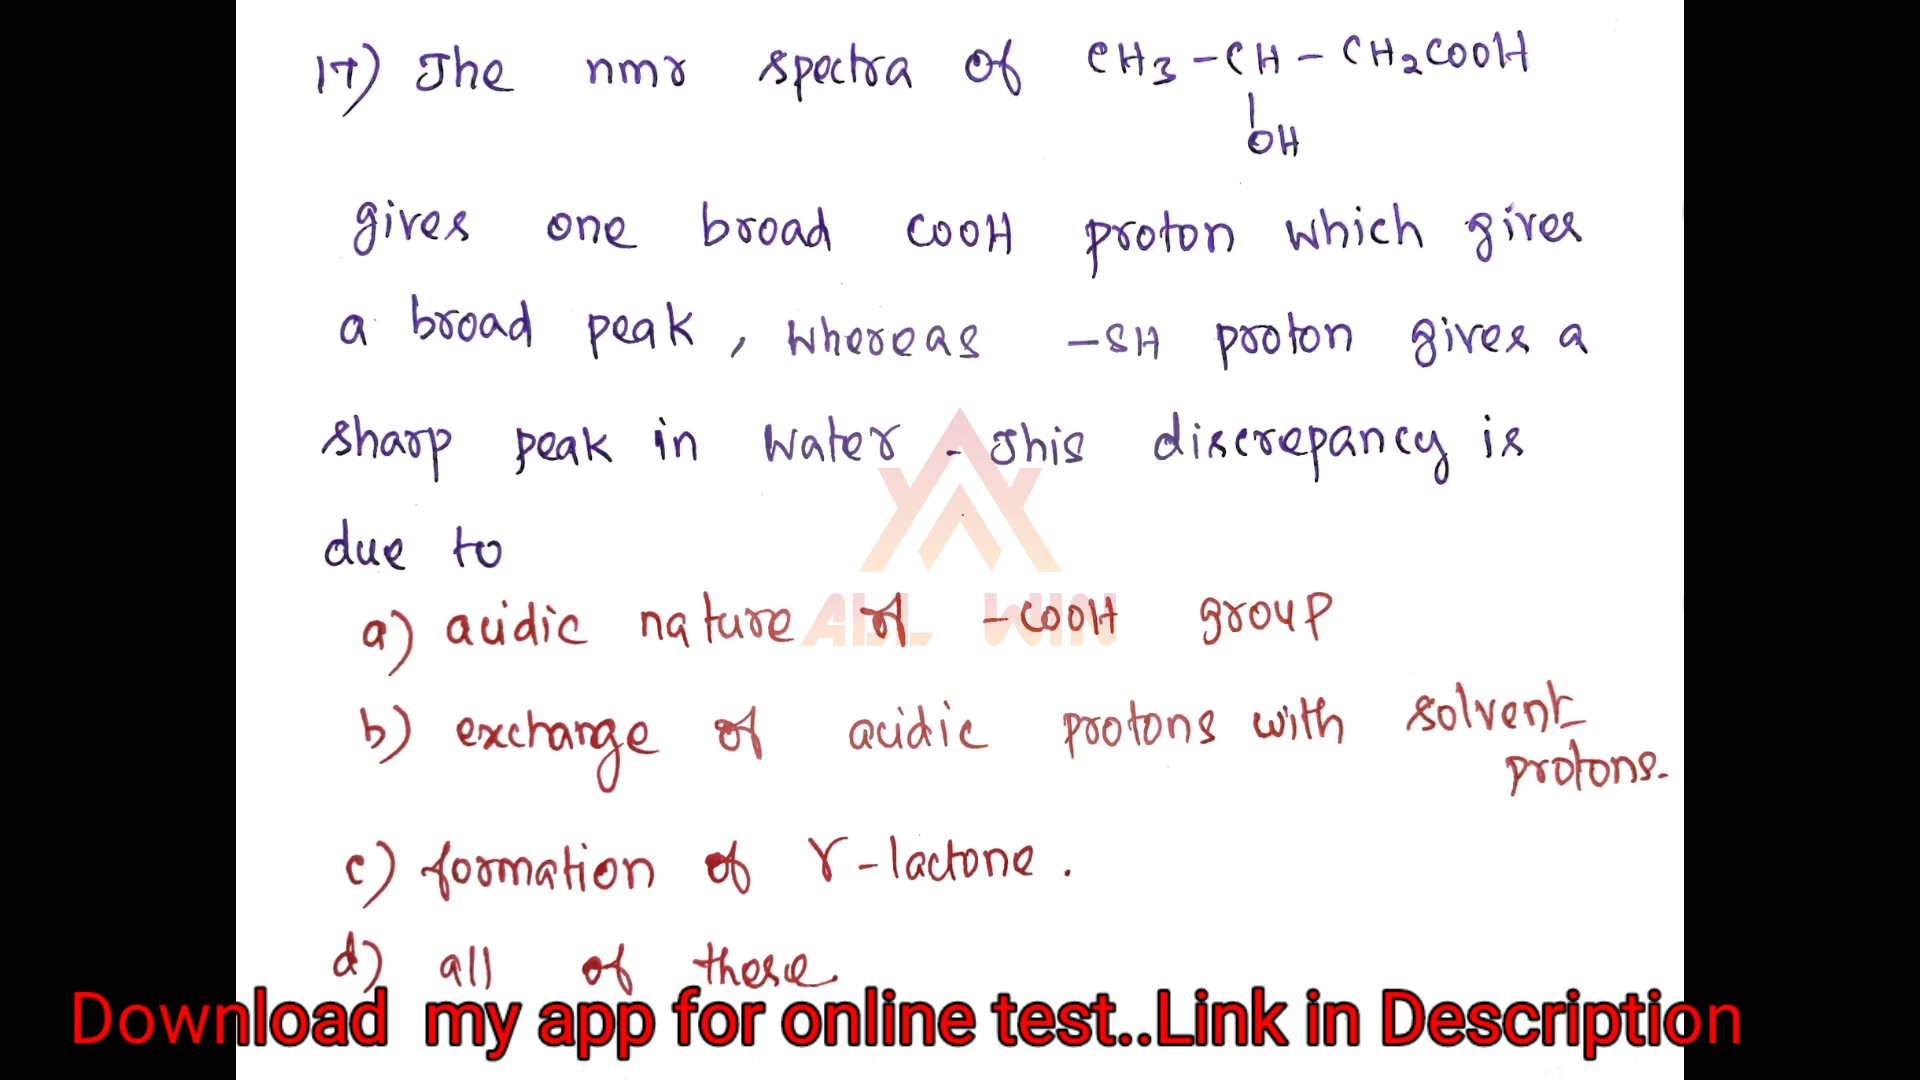 17) The nmr spectra of CH3-CH-CH2COOH
OH
gives one broad COOH proton which gives
a broad peak, whereas -SH proton gives a
sharp peak in water. This discrepancy is
due to
a) acidic nature of -COOH group
ALL WIN
b) exchange of acidic protons with solvent
protons.
c) formation of γ-lactone.
d) all of these.
Download my app for online test..Link in Description